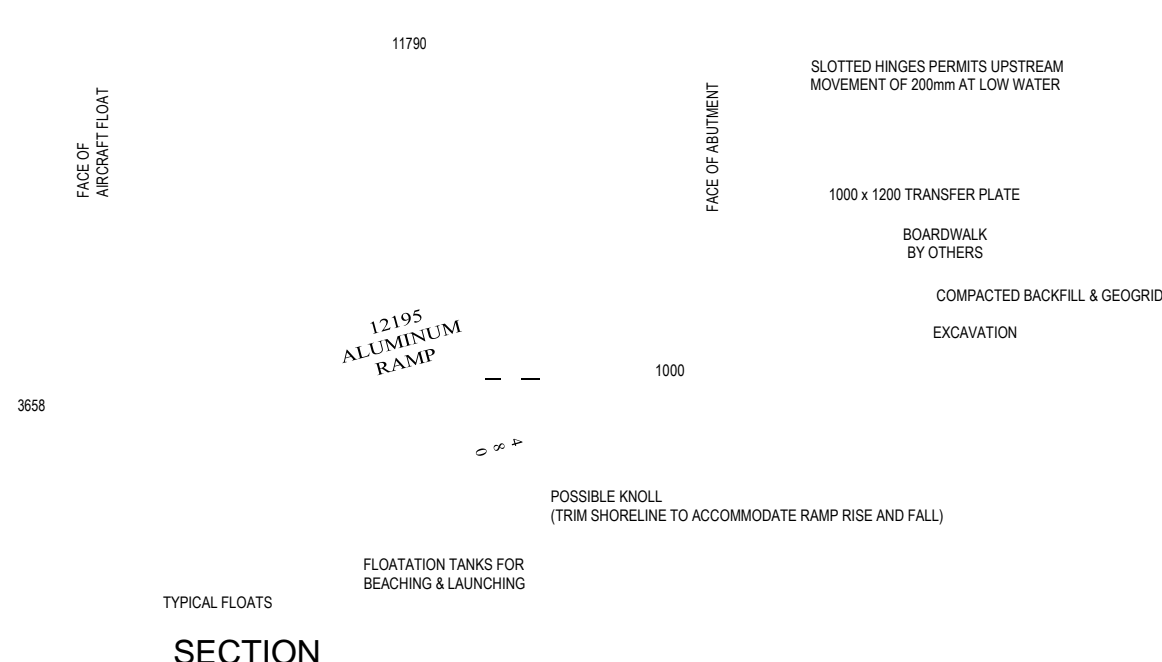 11790
SLOTTED HINGES PERMITS UPSTREAM
MOVEMENT OF 200mm AT LOW WATER
FACE OF
AIRCRAFT FLOAT
FACE OF ABUTMENT
1000 x 1200 TRANSFER PLATE
BOARDWALK
BY OTHERS
COMPACTED BACKFILL & GEOGRID
EXCAVATION
12195
ALUMINUM
RAMP
1000
3658
480
POSSIBLE KNOLL
(TRIM SHORELINE TO ACCOMMODATE RAMP RISE AND FALL)
FLOATATION TANKS FOR
BEACHING & LAUNCHING
TYPICAL FLOATS
SECTION